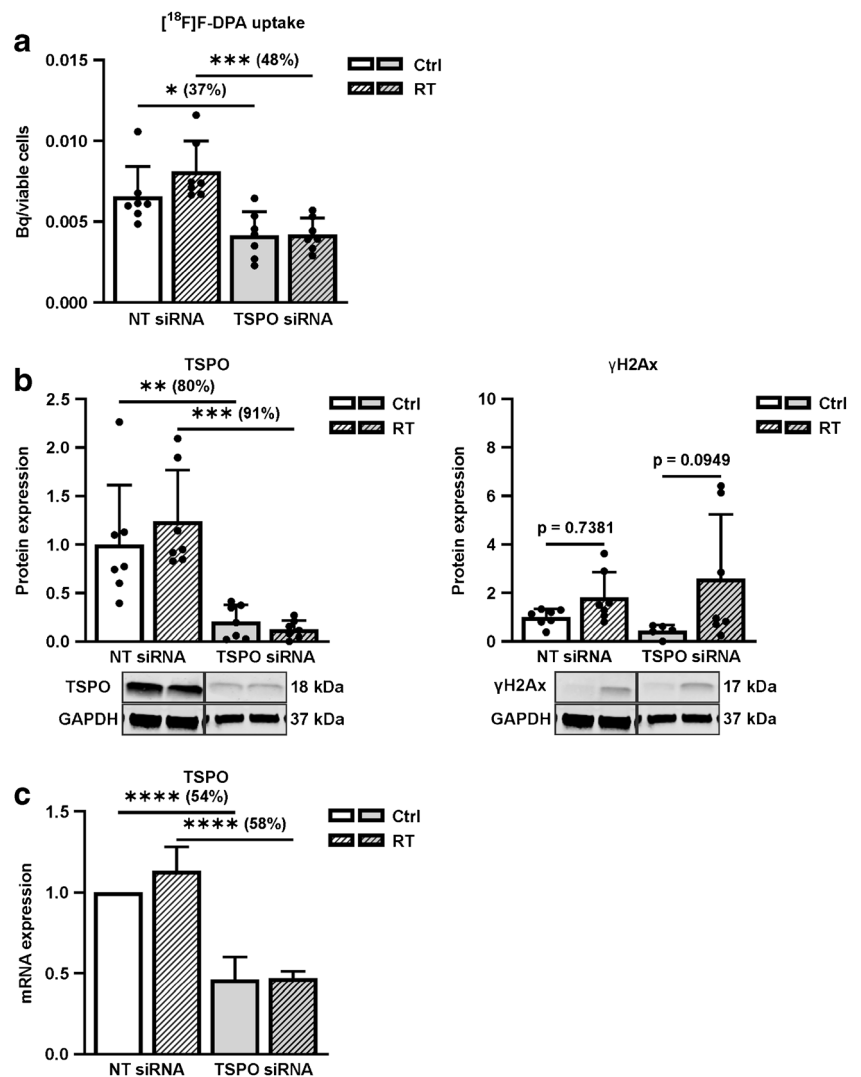 a
[¹⁸F]F-DPA uptake
0.015
0.010
0.005
0.000
Bq/viable cells
*** (48%)
* (37%)
Ctrl
RT
NT siRNA
TSPO siRNA
b
TSPO
2.5
2.0
1.5
1.0
0.5
0.0
Protein expression
** (80%)
*** (91%)
Ctrl
RT
NT siRNA
TSPO siRNA
TSPO
18 kDa
GAPDH
37 kDa
γH2Ax
10
8
6
4
2
0
Protein expression
Ctrl
RT
p = 0.0949
p = 0.7381
NT siRNA
TSPO siRNA
γH2Ax
17 kDa
GAPDH
37 kDa
c
TSPO
1.5
1.0
0.5
0.0
mRNA expression
**** (54%)
**** (58%)
Ctrl
RT
NT siRNA
TSPO siRNA